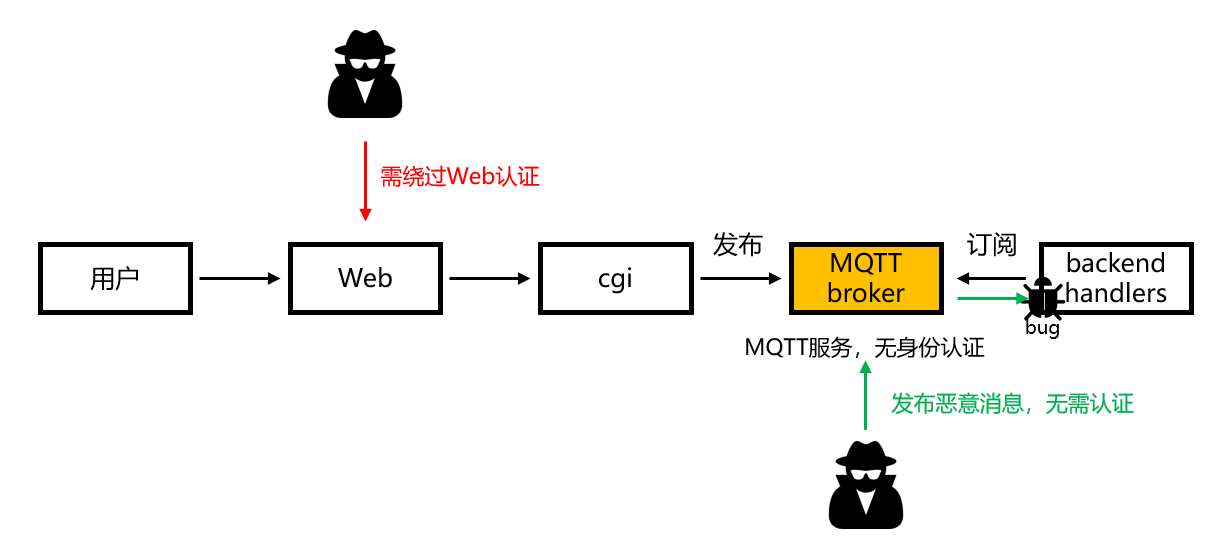 需绕过Web认证
用户
Web
cgi
发布
MQTT
broker
订阅
backend
handlers
bug
MQTT服务，无身份认证
发布恶意消息，无需认证